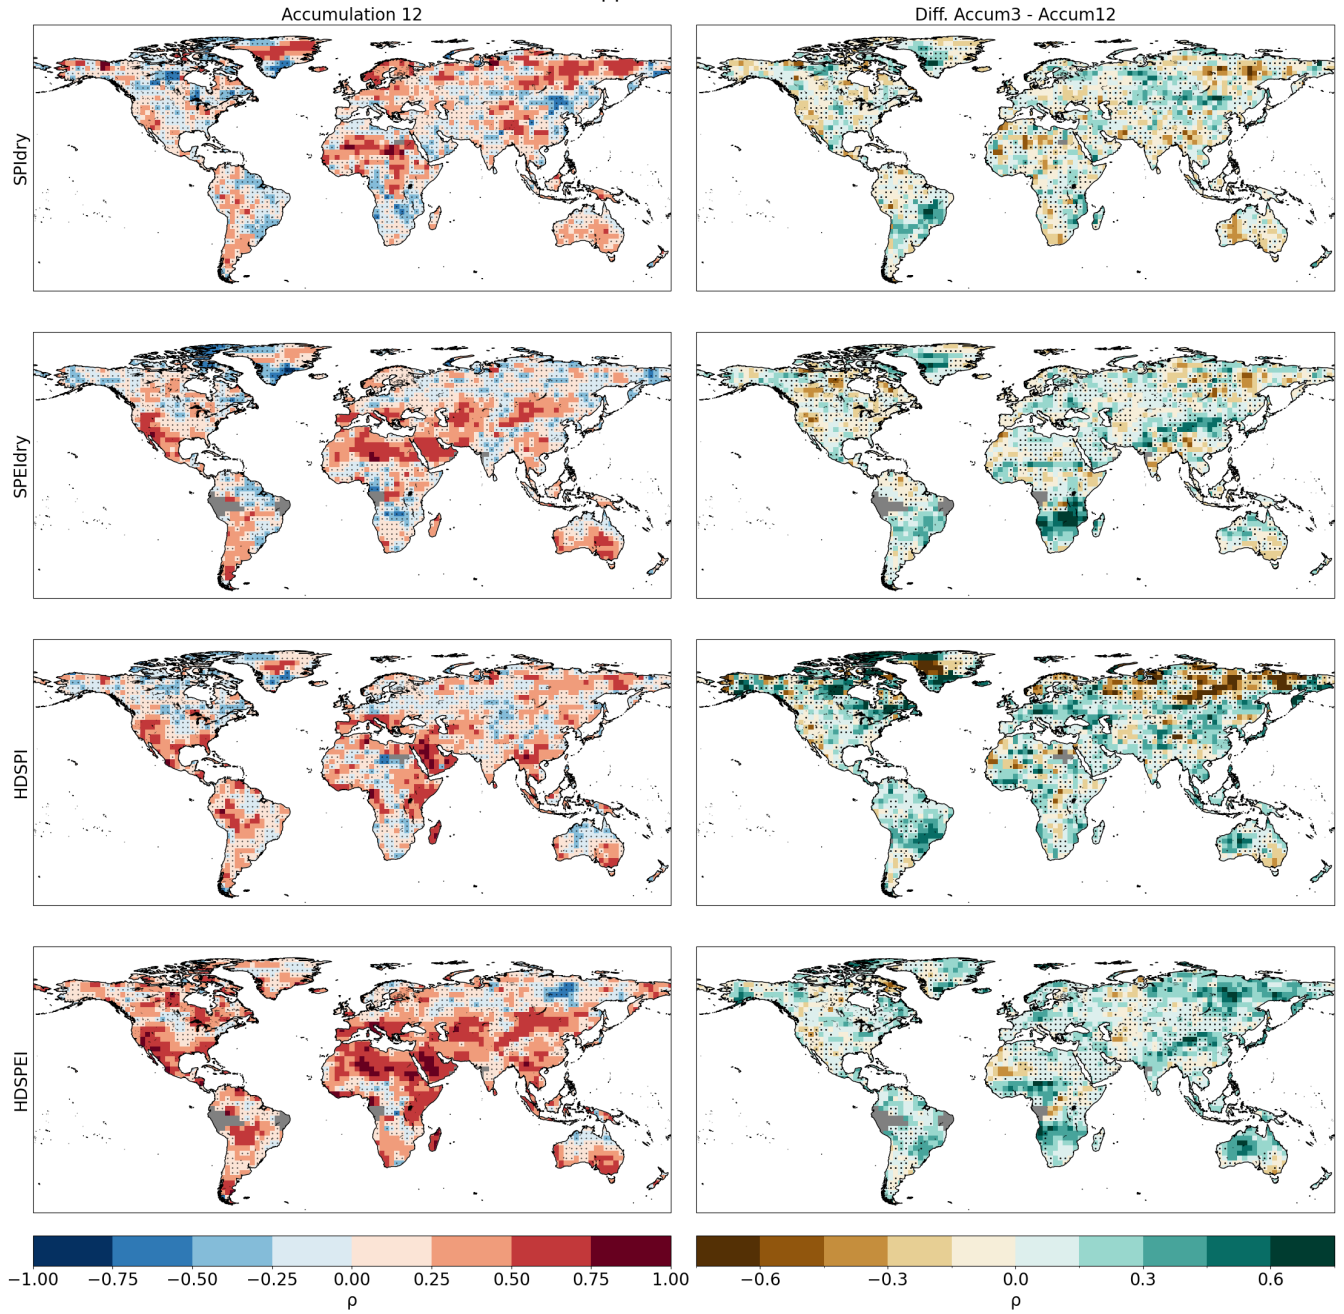 Accumulation 12
Diff. Accum3 - Accum12
SPIdry
SPEIdry
HDSPI
HDSPEI
−1.00 −0.75 −0.50 −0.25 0.00 0.25 0.50 0.75 1.00
ρ
−0.6 −0.3 0.0 0.3 0.6
ρ